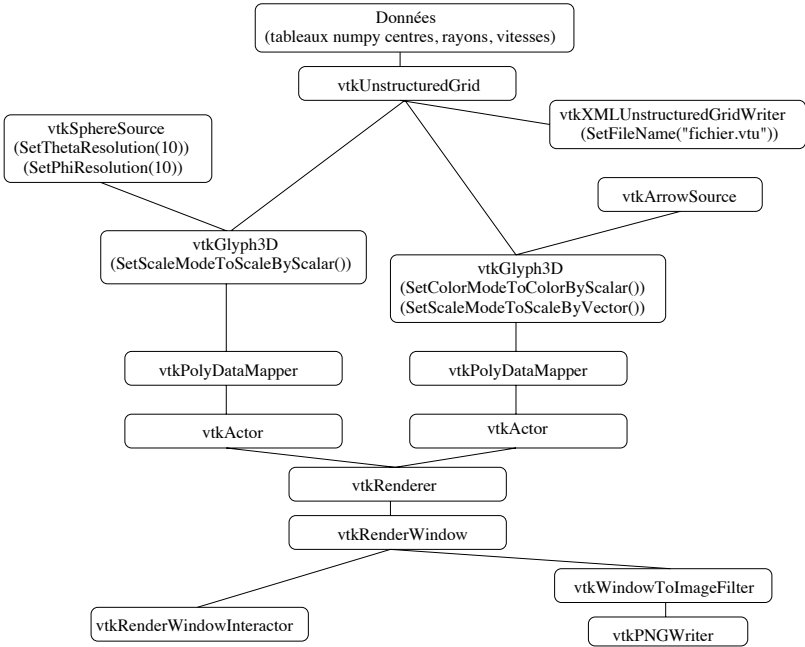 Données
(tableaux numpy centres, rayons, vitesses)
vtkUnstructuredGrid
vtkXMLUnstructuredGridWriter
(SetFileName("fichier.vtu"))
vtkSphereSource
(SetThetaResolution(10))
(SetPhiResolution(10))
vtkArrowSource
vtkGlyph3D
(SetScaleModeToScaleByScalar())
vtkGlyph3D
(SetColorModeToColorByScalar())
(SetScaleModeToScaleByVector())
vtkPolyDataMapper
vtkPolyDataMapper
vtkActor
vtkActor
vtkRenderer
vtkRenderWindow
vtkWindowToImageFilter
vtkRenderWindowInteractor
vtkPNGWriter